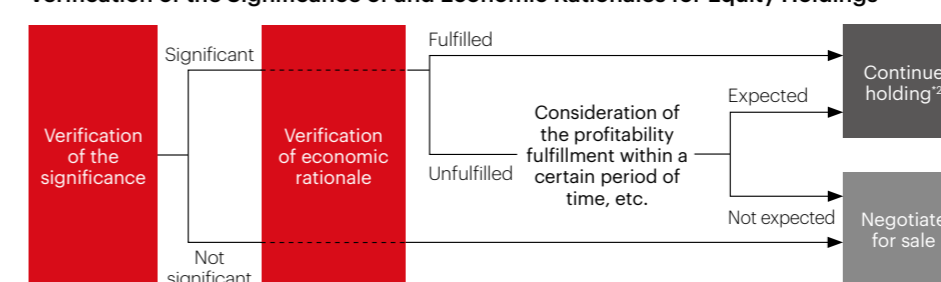 Verification of the Significance of and Economic Rationales for Equity Holdings
Significant
Fulfilled
Continue
holding*2
Expected
Consideration of
the profitability
fulfillment within a
certain period of
time, etc.
Verification
of the
significance
Verification
of economic
rationale
Unfulfilled
Not expected
Negotiate
for sale
Not
significant